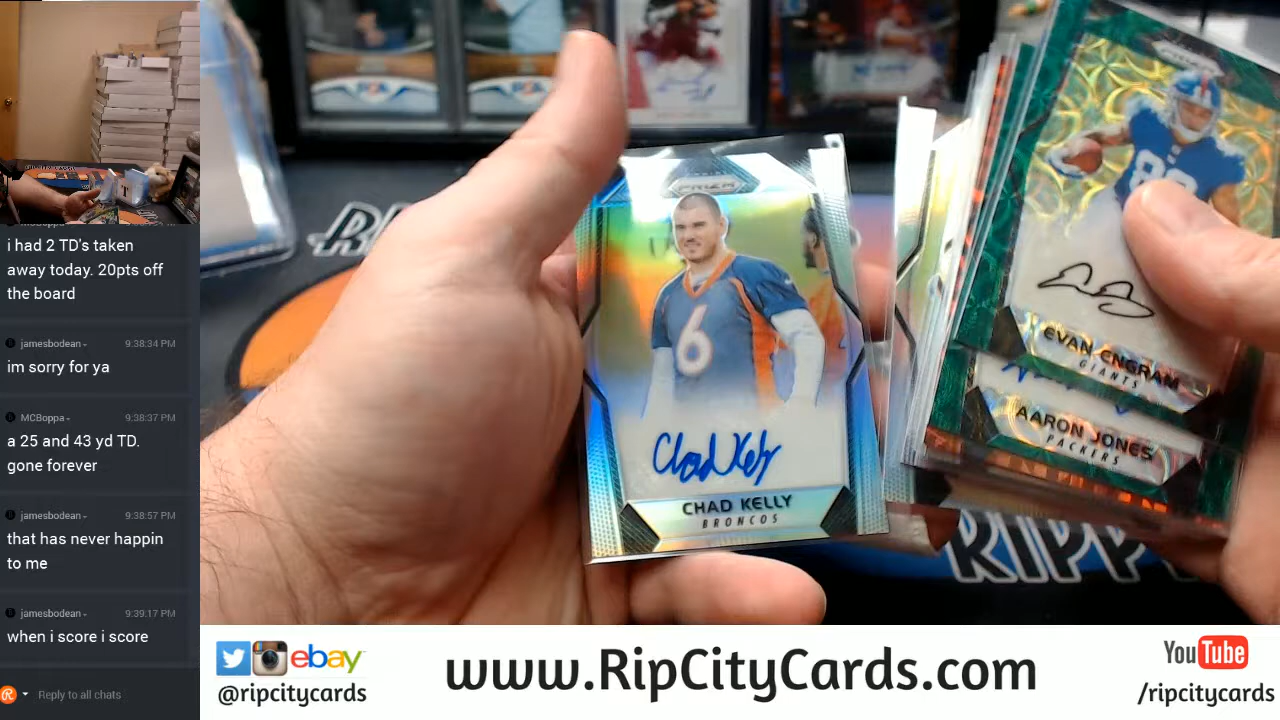 i had 2 TD's taken
away today. 20pts off
the board
jamesbodean 9:38:34 PM
im sorry for ya
MCBoppa 9:38:37 PM
a 25 and 43 yd TD.
gone forever
jamesbodean 9:38:57 PM
that has never happin
to me
jamesbodean 9:39:17 PM
when i score i score
Reply to all chats
PRIZM
6
Chad Kelly
CHAD KELLY
BRONCOS
EVAN ENGRAM
GIANTS
AARON JONES
PACKERS
RIPP
ebay
@ripcitycards
www.RipCityCards.com
YouTube
/ripcitycards